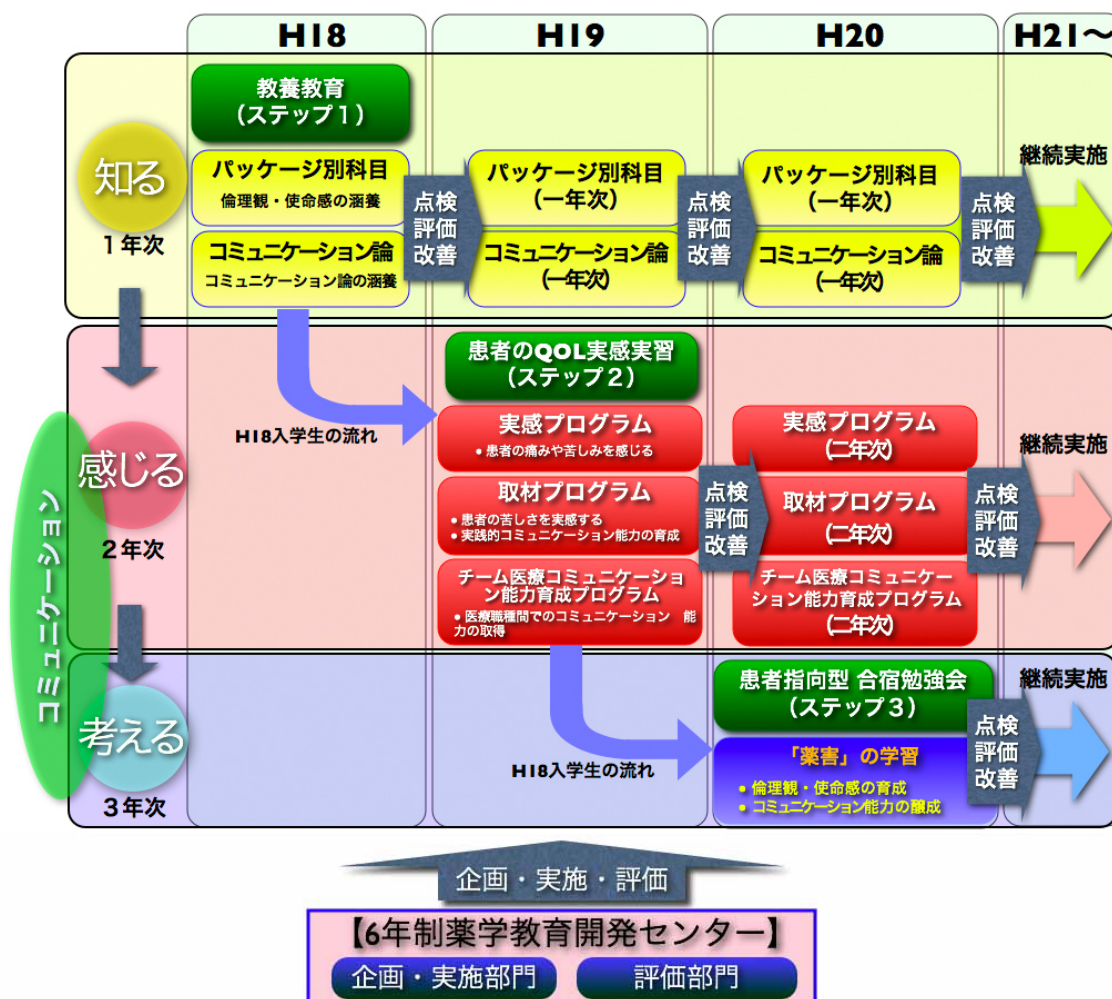 H18
H19
H20
H21～
教養教育
（ステップ１）
知る
１年次
パッケージ別科目
倫理観・使命感の涵養
コミュニケーション論
コミュニケーション論の涵養
点検
評価
改善
パッケージ別科目
（一年次）
コミュニケーション論
（一年次）
点検
評価
改善
パッケージ別科目
（一年次）
コミュニケーション論
（一年次）
点検
評価
改善
継続実施
H18入学生の流れ
コミュニケーション
感じる
２年次
患者のQOL実感実習
（ステップ２）
実感プログラム
● 患者の痛みや苦しみを感じる
取材プログラム
● 患者の苦しさを実感する
● 実践的コミュニケーション能力の育成
チーム医療コミュニケーショ
ン能力育成プログラム
● 医療職種間でのコミュニケーション　能
力の取得
点検
評価
改善
実感プログラム
（二年次）
取材プログラム
（二年次）
チーム医療コミュニケー
ション能力育成プログラム
（二年次）
点検
評価
改善
継続実施
H18入学生の流れ
考える
３年次
患者指向型 合宿勉強会
（ステップ３）
「薬害」の学習
● 倫理観・使命感の育成
● コミュニケーション能力の醸成
点検
評価
改善
継続実施
企画・実施・評価
【6年制薬学教育開発センター】
企画・実施部門
評価部門